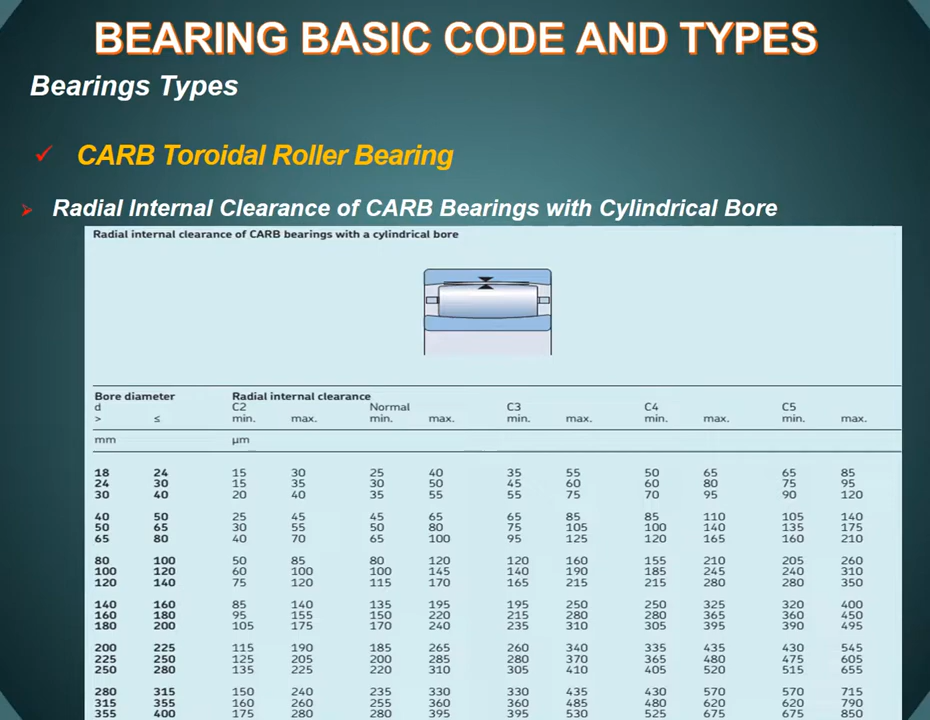 BEARING BASIC CODE AND TYPES
Bearings Types
CARB Toroidal Roller Bearing
Radial Internal Clearance of CARB Bearings with Cylindrical Bore
Radial internal clearance of CARB bearings with a cylindrical bore
Bore diameter Radial internal clearance
d C2 Normal C3 C4 C5
> ≤ min. max. min. max. min. max. min. max. min. max.
mm µm
18 24 15 30 25 40 35 55 50 65 65 85
24 30 15 35 30 50 45 60 60 80 75 95
30 40 20 40 35 55 55 75 70 95 90 120
40 50 25 45 45 65 65 85 85 110 105 140
50 65 30 55 50 80 75 105 100 140 135 175
65 80 40 70 65 100 95 125 120 165 160 210
80 100 50 85 80 120 120 160 155 210 205 260
100 120 60 100 100 145 140 190 185 245 240 310
120 140 75 120 115 170 165 215 215 280 280 350
140 160 85 140 135 195 195 250 250 325 320 400
160 180 95 155 150 220 215 280 280 365 360 450
180 200 105 175 170 240 235 310 305 395 390 495
200 225 115 190 185 265 260 340 335 435 430 545
225 250 125 205 200 285 280 370 365 480 475 605
250 280 135 225 220 310 305 410 405 520 515 655
280 315 150 240 235 330 330 435 430 570 570 715
315 355 160 260 255 360 360 485 480 620 620 790
355 400 175 280 280 395 395 530 525 675 675 850